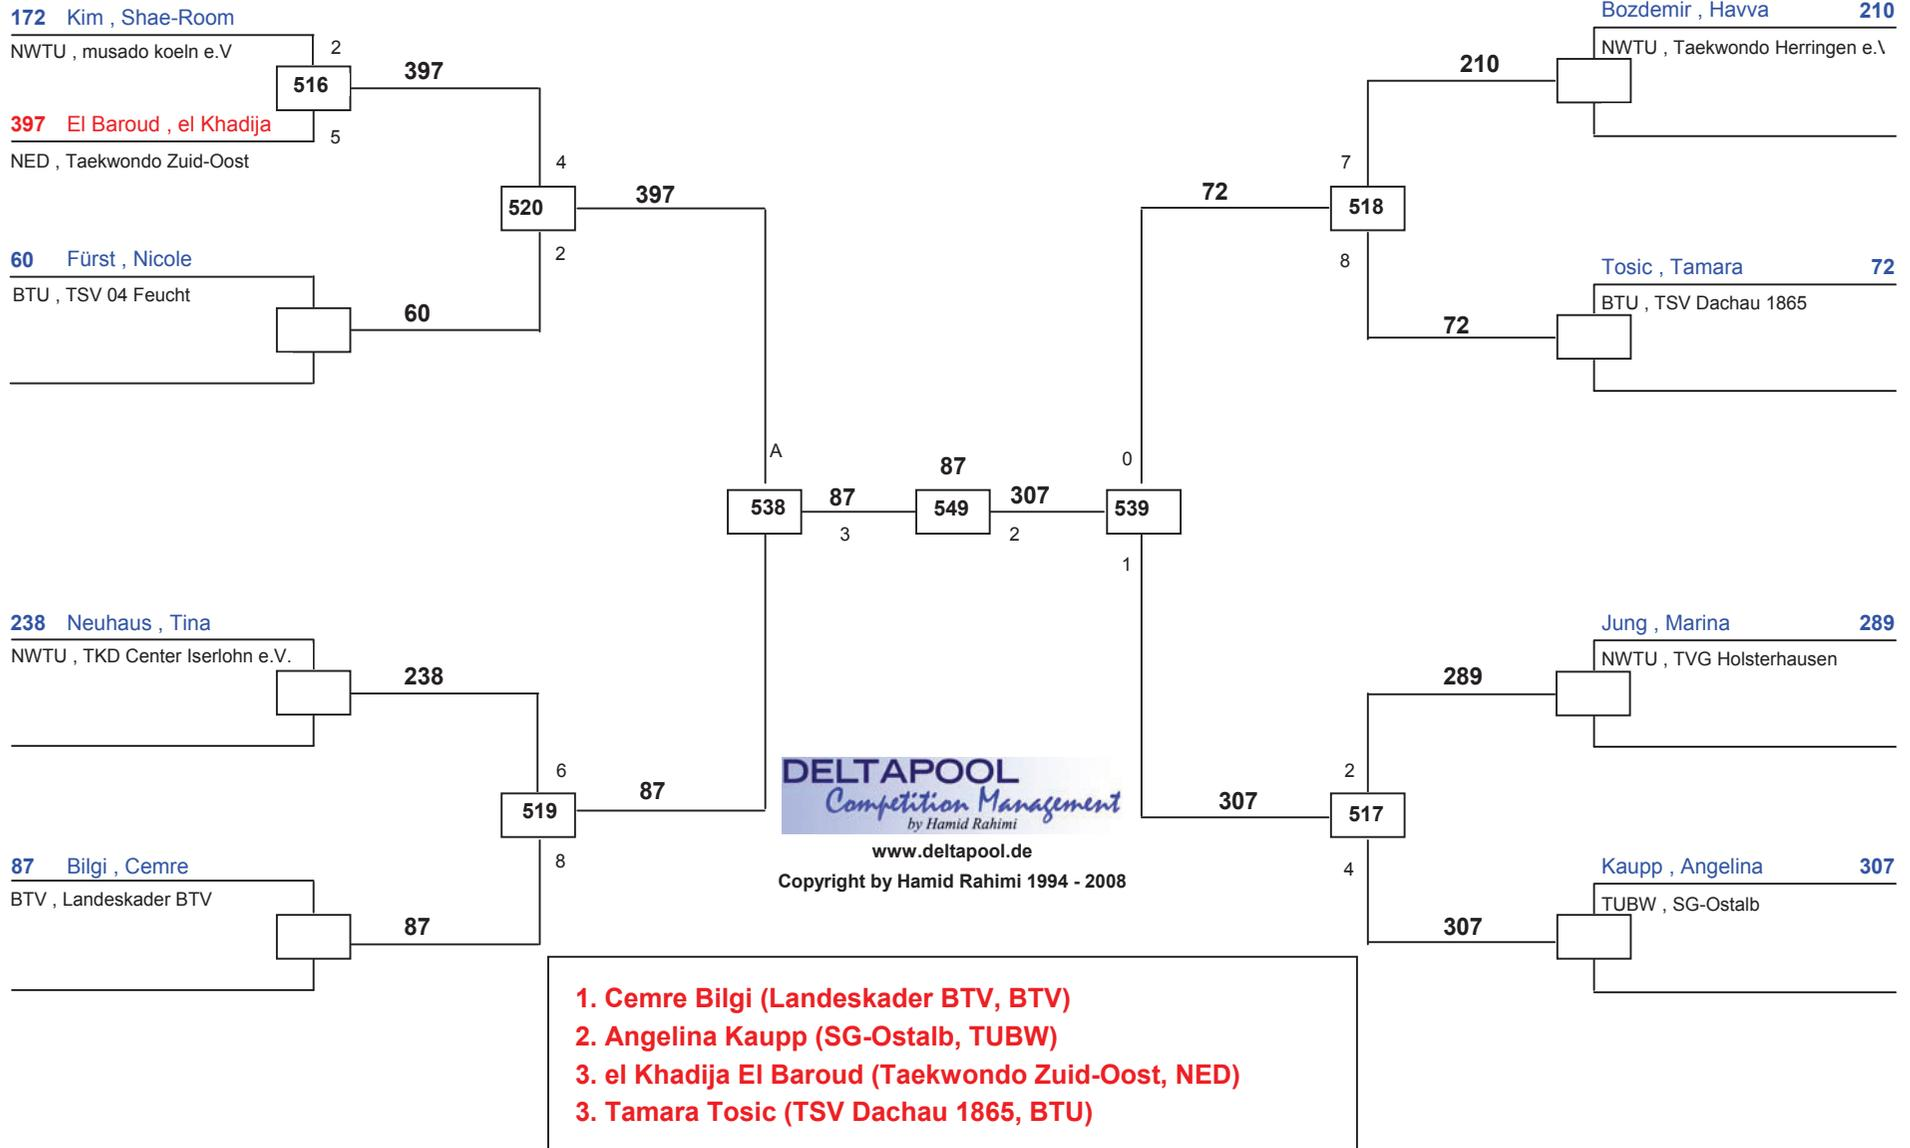 172 Kim , Shae-Room
NWTU , musado koeln e.V
2
516
397
397 El Baroud , el Khadija
5
NED , Taekwondo Zuid-Oost
4
520
397
2
60 Fürst , Nicole
BTU , TSV 04 Feucht
60
A
538
87
3
87
549
307
2
0
539
1
238 Neuhaus , Tina
NWTU , TKD Center Iserlohn e.V.
238
6
519
87
8
87 Bilgi , Cemre
BTV , Landeskader BTV
87
Bozdemir , Havva 210
NWTU , Taekwondo Herringen e.\
210
7
72
518
8
Tosic , Tamara 72
BTU , TSV Dachau 1865
72
Jung , Marina 289
NWTU , TVG Holsterhausen
289
2
307
517
4
Kaupp , Angelina 307
TUBW , SG-Ostalb
307
DELTAPOOL
Competition Management
by Hamid Rahimi
www.deltapool.de
Copyright by Hamid Rahimi 1994 - 2008
1. Cemre Bilgi (Landeskader BTV, BTV)
2. Angelina Kaupp (SG-Ostalb, TUBW)
3. el Khadija El Baroud (Taekwondo Zuid-Oost, NED)
3. Tamara Tosic (TSV Dachau 1865, BTU)